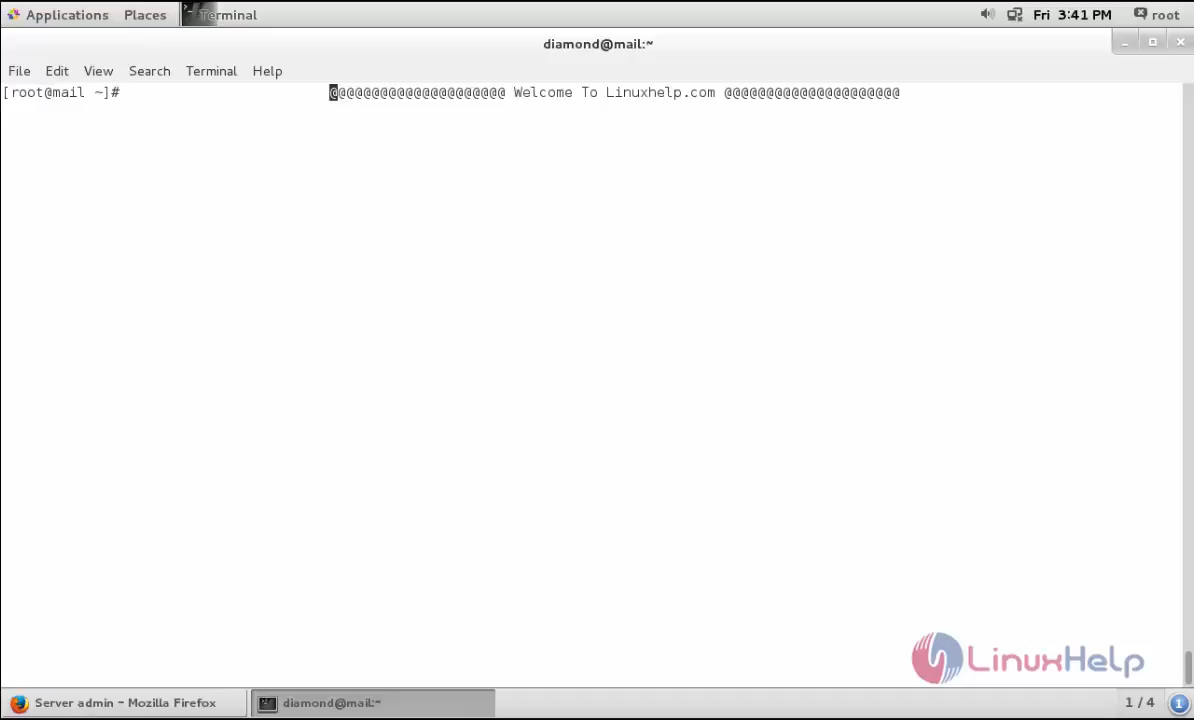 Applications Places Terminal Fri 3:41 PM root
diamond@mail:~
File Edit View Search Terminal Help
[root@mail ~]# @@@@@@@@@@@@@@@@@@@@@ Welcome To Linuxhelp.com @@@@@@@@@@@@@@@@@@@@@
LinuxHelp
Server admin - Mozilla Firefox diamond@mail:~ 1 / 4 1